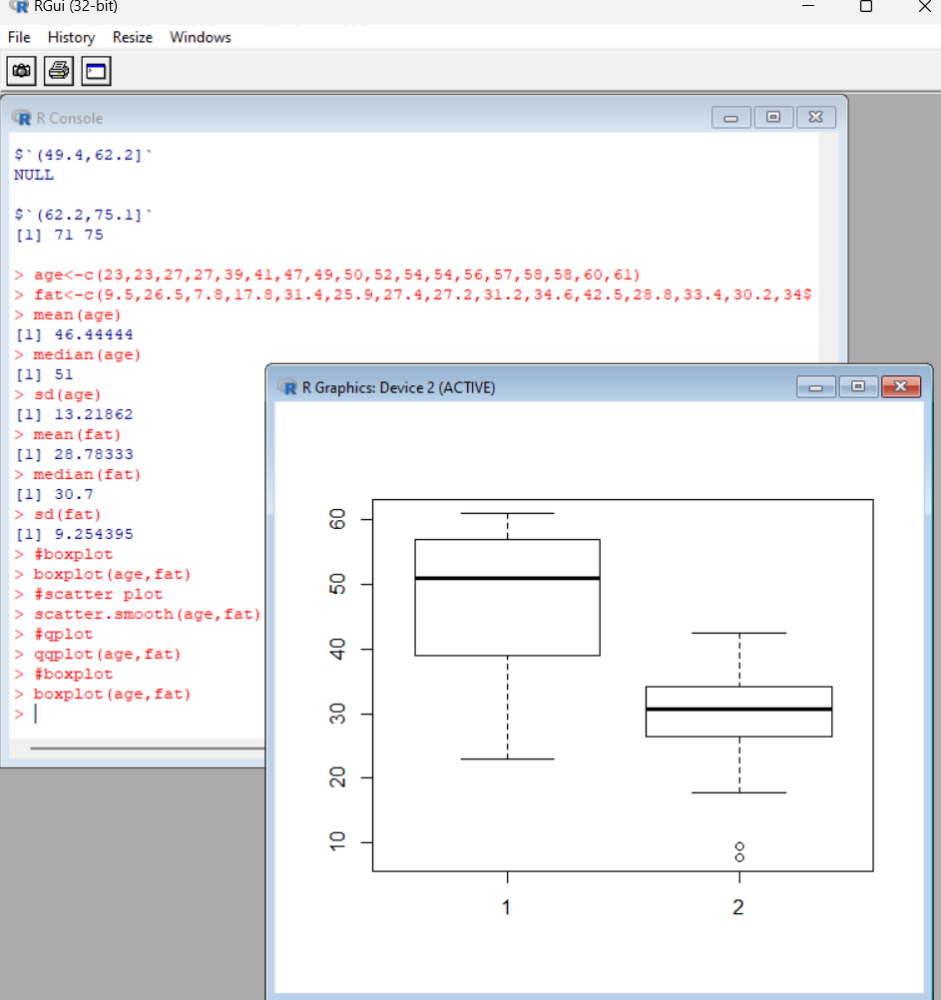 RGui (32-bit)
File History Resize Windows
R Console
$`(49.4,62.2]`
NULL
$`(62.2,75.1]`
[1] 71 75
> age<-c(23,23,27,27,39,41,47,49,50,52,54,54,56,57,58,58,60,61)
> fat<-c(9.5,26.5,7.8,17.8,31.4,25.9,27.4,27.2,31.2,34.6,42.5,28.8,33.4,30.2,34$
> mean(age)
[1] 46.44444
> median(age)
[1] 51
> sd(age)
[1] 13.21862
> mean(fat)
[1] 28.78333
> median(fat)
[1] 30.7
> sd(fat)
[1] 9.254395
> #boxplot
> boxplot(age,fat)
> #scatter plot
> scatter.smooth(age,fat)
> #qplot
> qqplot(age,fat)
> #boxplot
> boxplot(age,fat)
>
R Graphics: Device 2 (ACTIVE)
60
50
40
30
20
10
1 2